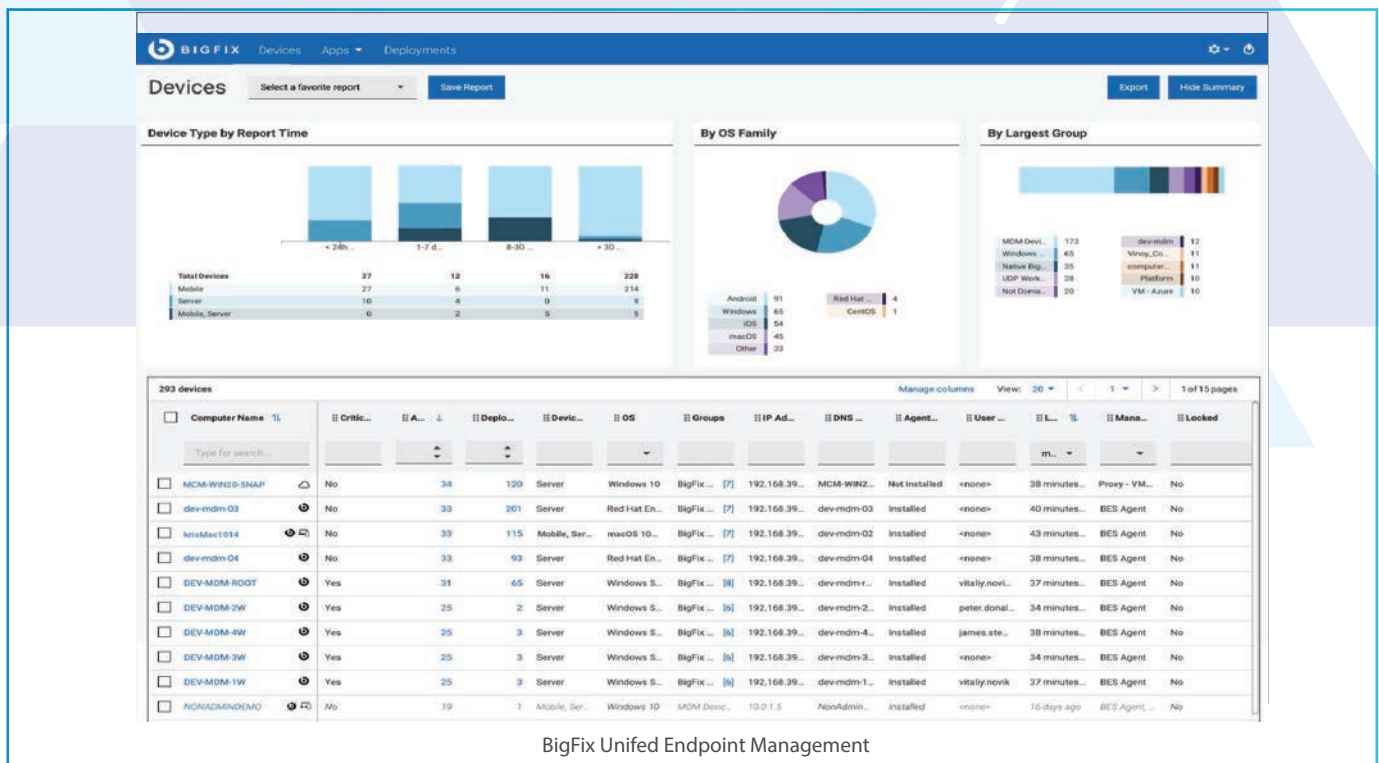 BIGFIX Devices Apps Deployments
Devices Select a favorite report Save Report Export Hide Summary
Device Type by Report Time
< 24h... 1-7 d... 8-30 ... > 30 ...
Total Devices 37 12 16 228
Mobile 27 6 11 214
Server 10 4 0 9
Mobile, Server 0 2 5 5
By OS Family
Android 91 Red Hat ... 4
Windows 65 CentOS 1
iOS 54
macOS 45
Other 33
By Largest Group
MDM Devi... 173 dev-mdm 12
Windows ... 65 Vinoy_Co... 11
Native Big... 35 computer... 11
UDP Work... 28 Platform 10
Not Doma... 20 VM - Azure 10
293 devices Manage columns View: 20 < 1 > 1 of 15 pages
Computer Name Critic... A... Deplo... Devic... OS Groups IP Ad... DNS ... Agent... User ... L... Mana... Locked
Type for search... m...
MCM-WIN20-SNAP No 34 120 Server Windows 10 BigFix ... [7] 192.168.39... MCM-WIN2... Not Installed <none> 38 minutes... Proxy - VM... No
dev-mdm-03 No 33 201 Server Red Hat En... BigFix ... [7] 192.168.39... dev-mdm-03 Installed <none> 40 minutes... BES Agent No
krisMac1014 No 33 115 Mobile, Ser... macOS 10... BigFix ... [7] 192.168.39... dev-mdm-02 Installed <none> 43 minutes... BES Agent No
dev-mdm-04 No 33 93 Server Red Hat En... BigFix ... [7] 192.168.39... dev-mdm-04 Installed <none> 38 minutes... BES Agent No
DEV-MDM-ROOT Yes 31 65 Server Windows S... BigFix ... [8] 192.168.39... dev-mdm-r... Installed vitaliy.novi... 37 minutes... BES Agent No
DEV-MDM-2W Yes 25 2 Server Windows S... BigFix ... [6] 192.168.39... dev-mdm-2... Installed peter.donal... 34 minutes... BES Agent No
DEV-MDM-4W Yes 25 3 Server Windows S... BigFix ... [6] 192.168.39... dev-mdm-4... Installed james.ste... 38 minutes... BES Agent No
DEV-MDM-3W Yes 25 3 Server Windows S... BigFix ... [6] 192.168.39... dev-mdm-3... Installed <none> 34 minutes... BES Agent No
DEV-MDM-1W Yes 25 3 Server Windows S... BigFix ... [6] 192.168.39... dev-mdm-1... Installed vitaliy.novik 37 minutes... BES Agent No
NONADMINDEMO No 19 1 Mobile, Ser... Windows 10 MDM Devic... 10.0.1.5 NonAdmin... Installed <none> 16 days ago BES Agent, ... No
BigFix Unifed Endpoint Management